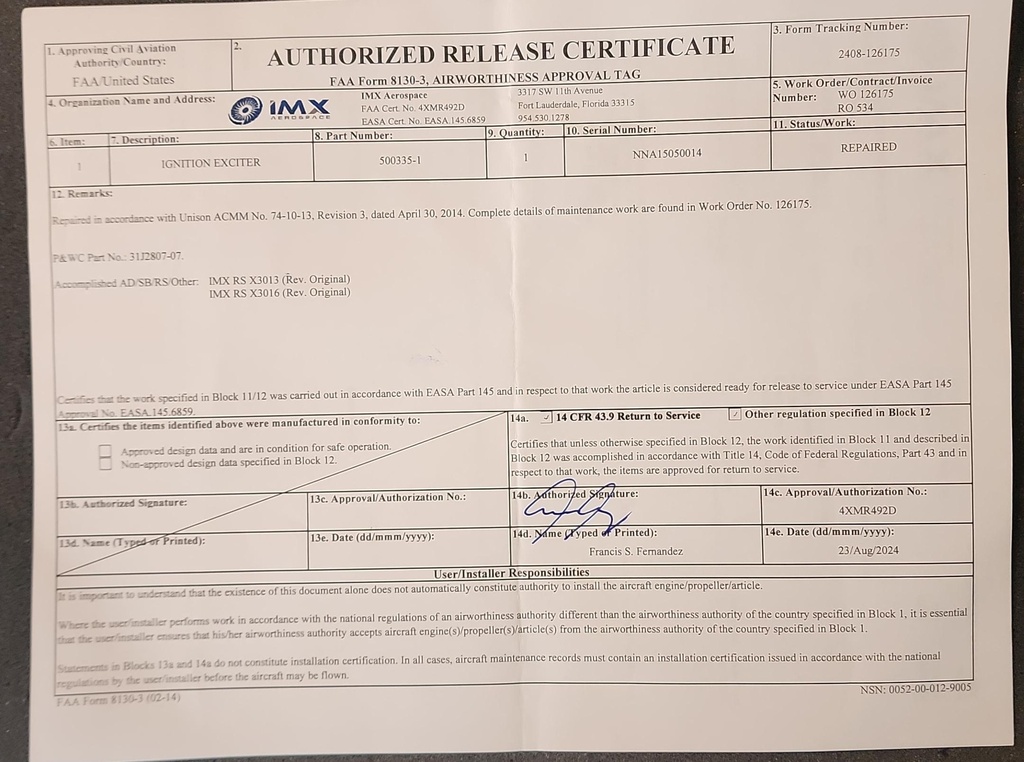 1. Approving Civil Aviation
Authority/Country:
FAA/United States
2.
AUTHORIZED RELEASE CERTIFICATE
FAA Form 8130-3, AIRWORTHINESS APPROVAL TAG
3. Form Tracking Number:
2408-126175
4. Organization Name and Address:
iMX
AEROSPACE
IMX Aerospace
FAA Cert. No. 4XMR492D
EASA Cert. No. EASA.145.6859
3317 SW 11th Avenue
Fort Lauderdale, Florida 33315
954.530.1278
5. Work Order/Contract/Invoice
Number: WO 126175
RO 534
6. Item:
7. Description:
8. Part Number:
9. Quantity:
10. Serial Number:
11. Status/Work:
1
IGNITION EXCITER
500335-1
1
NNA15050014
REPAIRED
12. Remarks:
Repaired in accordance with Unison ACMM No. 74-10-13, Revision 3, dated April 30, 2014. Complete details of maintenance work are found in Work Order No. 126175.
P&WC Part No.: 31J2807-07.
Accomplished AD/SB/RS/Other: IMX RS X3013 (Rev. Original)
IMX RS X3016 (Rev. Original)
Certifies that the work specified in Block 11/12 was carried out in accordance with EASA Part 145 and in respect to that work the article is considered ready for release to service under EASA Part 145
Approval No. EASA.145.6859.
13a. Certifies the items identified above were manufactured in conformity to:
Approved design data and are in condition for safe operation.
Non-approved design data specified in Block 12.
14a. ✓ 14 CFR 43.9 Return to Service ✓ Other regulation specified in Block 12
Certifies that unless otherwise specified in Block 12, the work identified in Block 11 and described in
Block 12 was accomplished in accordance with Title 14, Code of Federal Regulations, Part 43 and in
respect to that work, the items are approved for return to service.
13b. Authorized Signature:
13c. Approval/Authorization No.:
14b. Authorized Signature:
14c. Approval/Authorization No.:
4XMR492D
13d. Name (Typed or Printed):
13e. Date (dd/mmm/yyyy):
14d. Name (Typed or Printed):
Francis S. Fernandez
14e. Date (dd/mmm/yyyy):
23/Aug/2024
User/Installer Responsibilities
It is important to understand that the existence of this document alone does not automatically constitute authority to install the aircraft engine/propeller/article.
Where the user/installer performs work in accordance with the national regulations of an airworthiness authority different than the airworthiness authority of the country specified in Block 1, it is essential
that the user/installer ensures that his/her airworthiness authority accepts aircraft engine(s)/propeller(s)/article(s) from the airworthiness authority of the country specified in Block 1.
Statements in Blocks 13a and 14a do not constitute installation certification. In all cases, aircraft maintenance records must contain an installation certification issued in accordance with the national
regulations by the user/installer before the aircraft may be flown.
FAA Form 8130-3 (02-14)
NSN: 0052-00-012-9005